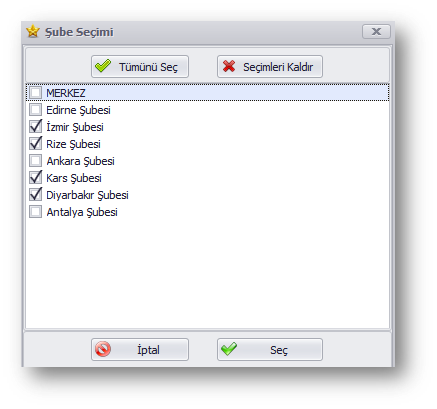 Şube Seçimi
Tümünü Seç Seçimleri Kaldır
MERKEZ
Edirne Şubesi
İzmir Şubesi
Rize Şubesi
Ankara Şubesi
Kars Şubesi
Diyarbakır Şubesi
Antalya Şubesi
İptal Seç